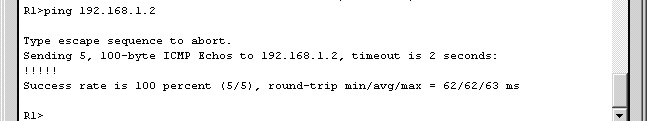 R1>ping 192.168.1.2
Type escape sequence to abort.
Sending 5, 100-byte ICMP Echos to 192.168.1.2, timeout is 2 seconds:
!!!!!
Success rate is 100 percent (5/5), round-trip min/avg/max = 62/62/63 ms
R1>